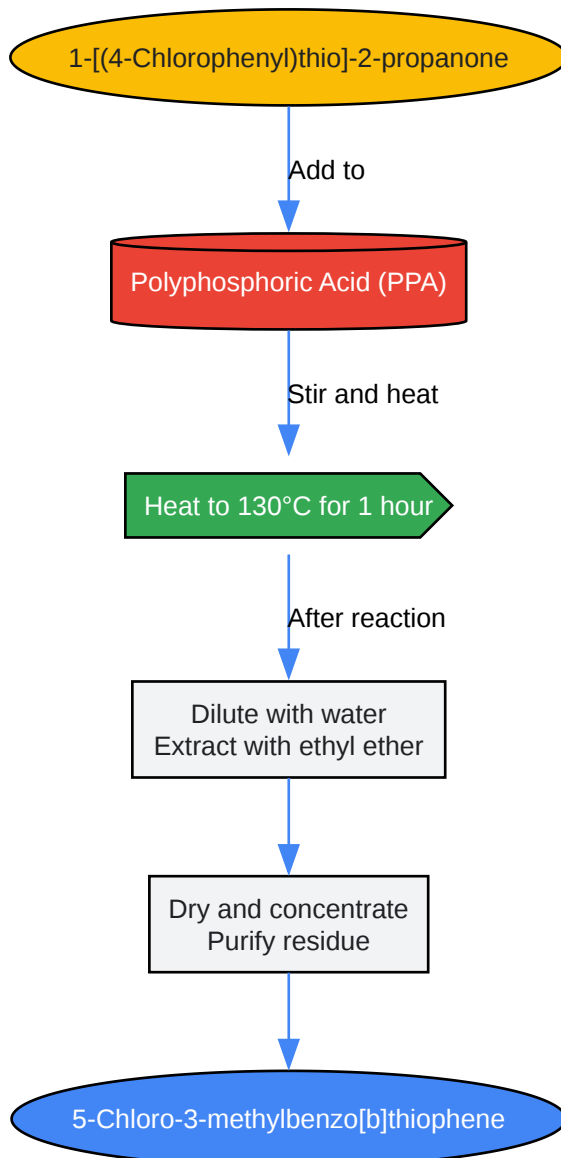 1-[(4-Chlorophenyl)thio]-2-propanone
Add to
Polyphosphoric Acid (PPA)
Stir and heat
Heat to 130°C for 1 hour
After reaction
Dilute with water
Extract with ethyl ether
Dry and concentrate
Purify residue
5-Chloro-3-methylbenzo[b]thiophene